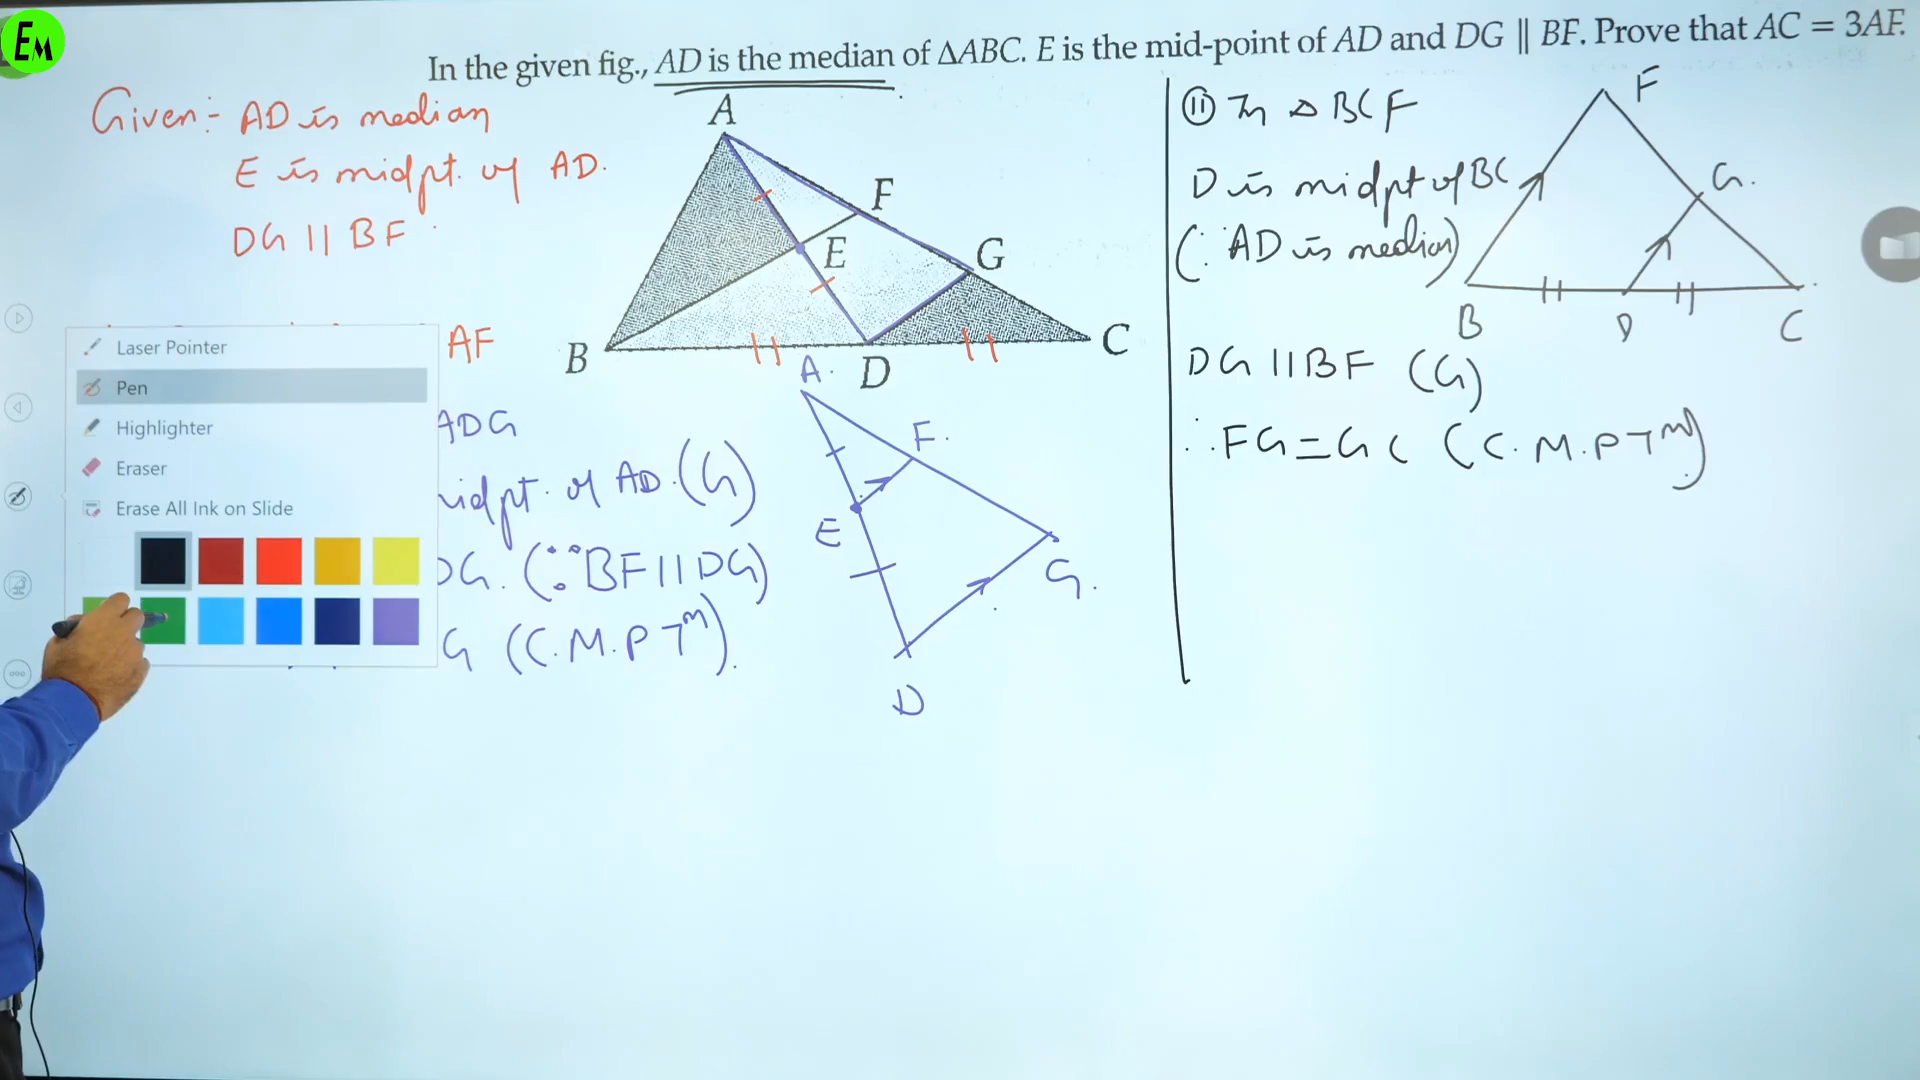 EM
In the given fig., AD is the median of ΔABC. E is the mid-point of AD and DG ∥ BF. Prove that AC = 3AF.
Given:- AD is median
E is midpt. of AD.
DG || BF
AF
ADG
midpt. of AD. (G)
DG. (∵ BF || DG)
G (C.M.P Tᵐ).
Laser Pointer
Pen
Highlighter
Eraser
Erase All Ink on Slide
A
F
E
G
B
D
C
A.
F.
E
G.
D
(ii) In Δ BCF
D is midpt of BC
(∵ AD is median)
DG || BF (G)
∴ FG = GC (C.M.P Tᵐ)
F
G.
B
D
C